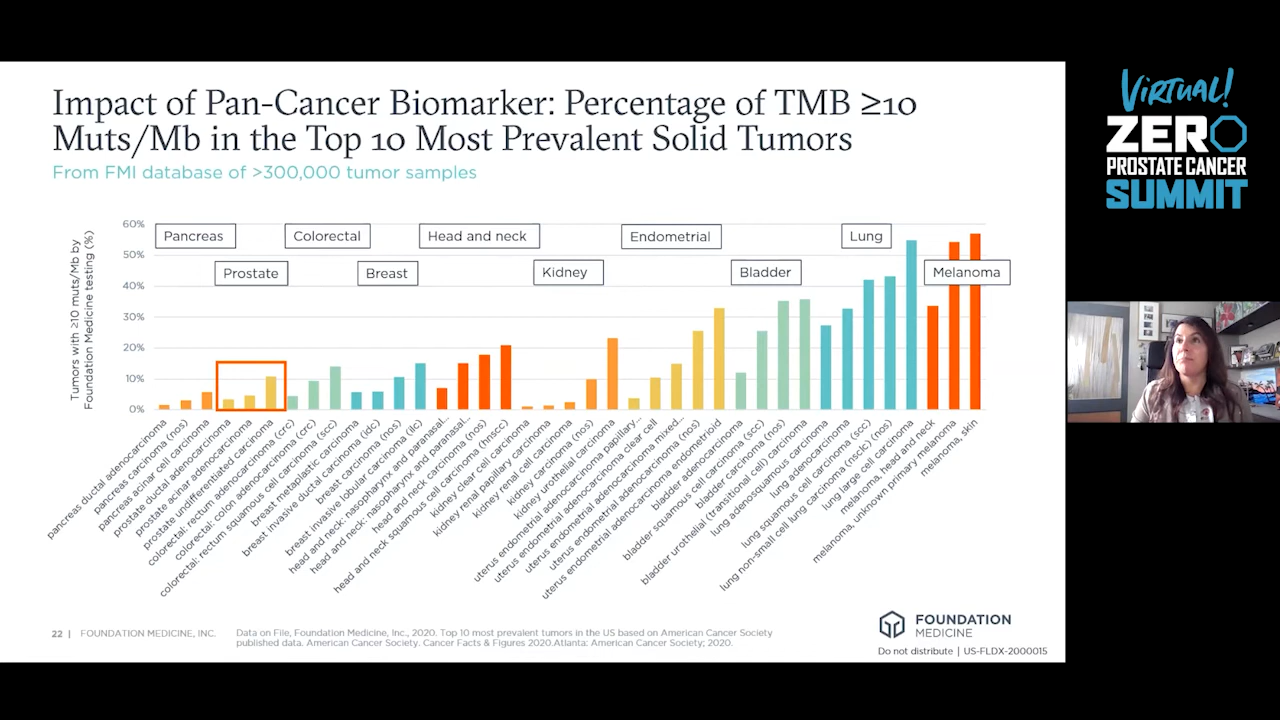 Impact of Pan-Cancer Biomarker: Percentage of TMB ≥10
Muts/Mb in the Top 10 Most Prevalent Solid Tumors
From FMI database of >300,000 tumor samples
Tumors with ≥10 muts/Mb by
Foundation Medicine testing (%)
60%
50%
40%
30%
20%
10%
0%
Pancreas
Colorectal
Head and neck
Endometrial
Lung
Prostate
Breast
Kidney
Bladder
Melanoma
pancreas ductal adenocarcinoma
pancreas carcinoma (nos)
pancreas acinar cell carcinoma
prostate ductal adenocarcinoma
prostate acinar adenocarcinoma
prostate undifferentiated carcinoma
colorectal: rectum adenocarcinoma (crc)
colorectal: colon adenocarcinoma (crc)
colorectal: rectum squamous cell carcinoma (scc)
breast metaplastic carcinoma
breast invasive ductal carcinoma (idc)
breast carcinoma (nos)
breast invasive lobular carcinoma (ilc)
head and neck: nasopharynx and paranasal...
head and neck: nasopharynx and paranasal...
head and neck carcinoma (nos)
head and neck squamous cell carcinoma (hnscc)
kidney clear cell carcinoma
kidney renal papillary carcinoma
kidney renal cell carcinoma
kidney carcinoma (nos)
kidney urothelial carcinoma
uterus endometrial adenocarcinoma papillary...
uterus endometrial adenocarcinoma clear cell
uterus endometrial adenocarcinoma mixed...
uterus endometrial adenocarcinoma (nos)
uterus endometrial adenocarcinoma endometrioid
bladder adenocarcinoma
bladder squamous cell carcinoma (scc)
bladder carcinoma (nos)
bladder urothelial (transitional cell) carcinoma
lung adenosquamous carcinoma
lung adenocarcinoma
lung squamous cell carcinoma (scc)
lung non-small cell lung carcinoma (nsclc) (nos)
lung large cell carcinoma
melanoma, head and neck
melanoma, unknown primary melanoma
melanoma, skin
22 | FOUNDATION MEDICINE, INC.
Data on File, Foundation Medicine, Inc., 2020. Top 10 most prevalent tumors in the US based on American Cancer Society
published data. American Cancer Society. Cancer Facts & Figures 2020.Atlanta: American Cancer Society; 2020.
FOUNDATION
MEDICINE
Do not distribute | US-FLDX-2000015
VIRTUAL!
ZERO
PROSTATE CANCER
SUMMIT